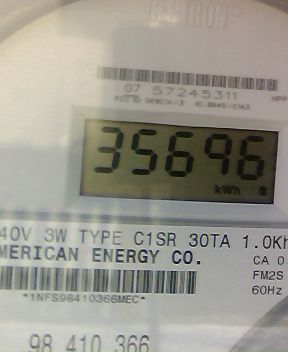 07 57245311
35696
kWh
40V 3W TYPE C1SR 30TA 1.0Kh
MERICAN ENERGY CO.
CA 0
FM2S
60Hz
*1NFS98410366MEC*
98 410 366